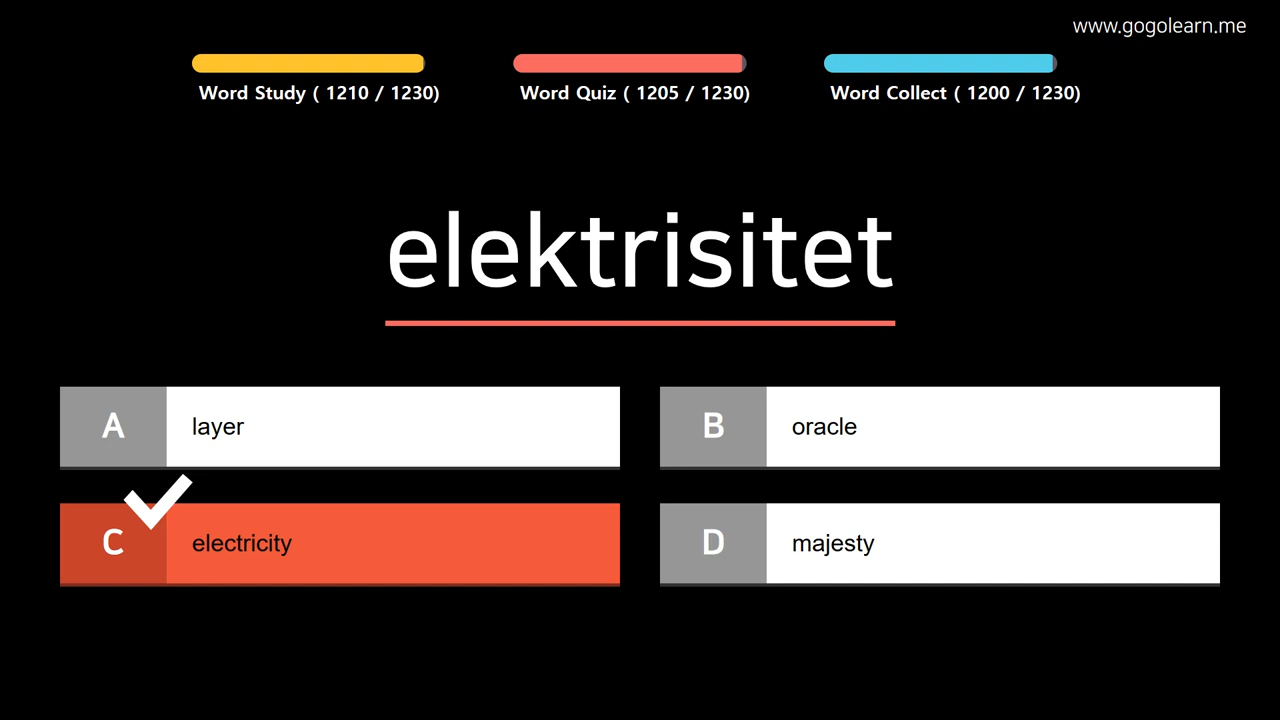 www.gogolearn.me
Word Study ( 1210 / 1230)
Word Quiz ( 1205 / 1230)
Word Collect ( 1200 / 1230)
elektrisitet
A layer
B oracle
C electricity
D majesty